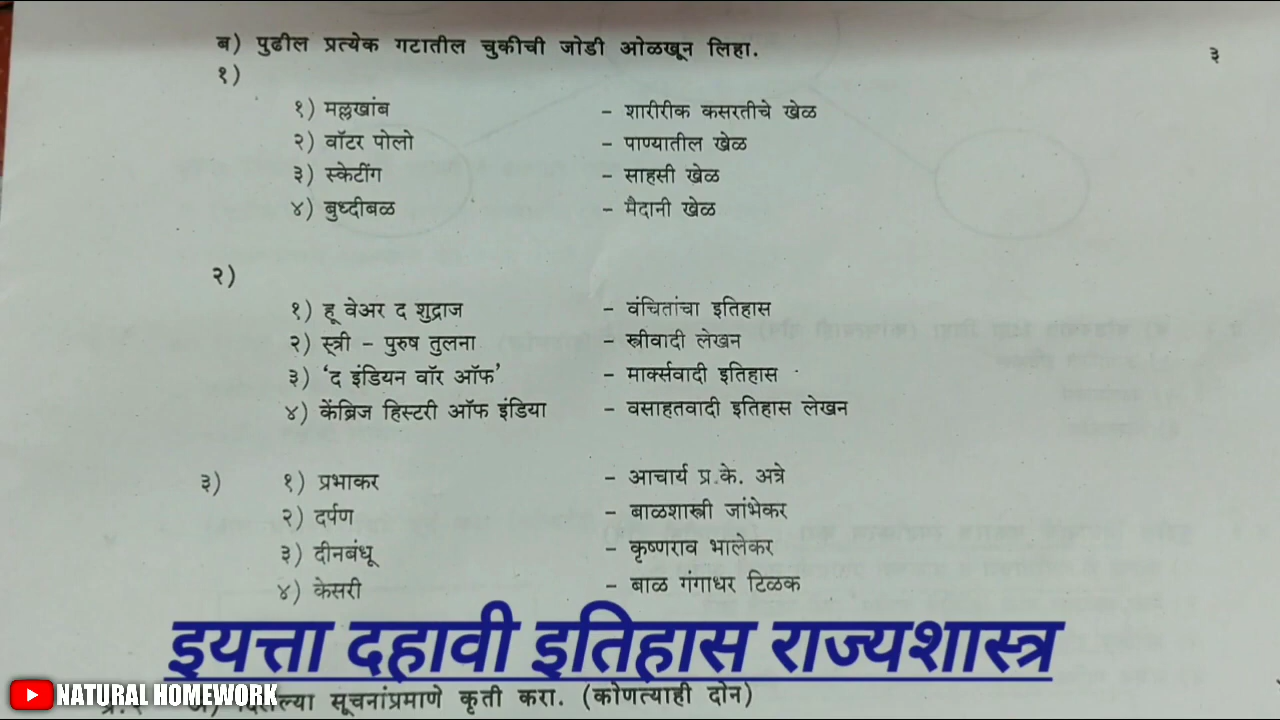 ब) पुढील प्रत्येक गटातील चुकीची जोडी ओळखून लिहा. ३
१)
१) मल्लखांब - शारीरीक कसरतीचे खेळ
२) वॉटर पोलो - पाण्यातील खेळ
३) स्केटींग - साहसी खेळ
४) बुध्दीबळ - मैदानी खेळ
२)
१) हू वेअर द शुद्राज - वंचितांचा इतिहास
२) स्त्री - पुरुष तुलना - स्त्रीवादी लेखन
३) ‘द इंडियन वॉर ऑफ’ - मार्क्सवादी इतिहास
४) केंब्रिज हिस्टरी ऑफ इंडिया - वसाहतवादी इतिहास लेखन
३) १) प्रभाकर - आचार्य प्र.के. अत्रे
२) दर्पण - बाळशास्त्री जांभेकर
३) दीनबंधू - कृष्णराव भालेकर
४) केसरी - बाळ गंगाधर टिळक
इयत्ता दहावी इतिहास राज्यशास्त्र
NATURAL HOMEWORK
सूचनांप्रमाणे कृती करा. (कोणत्याही दोन)